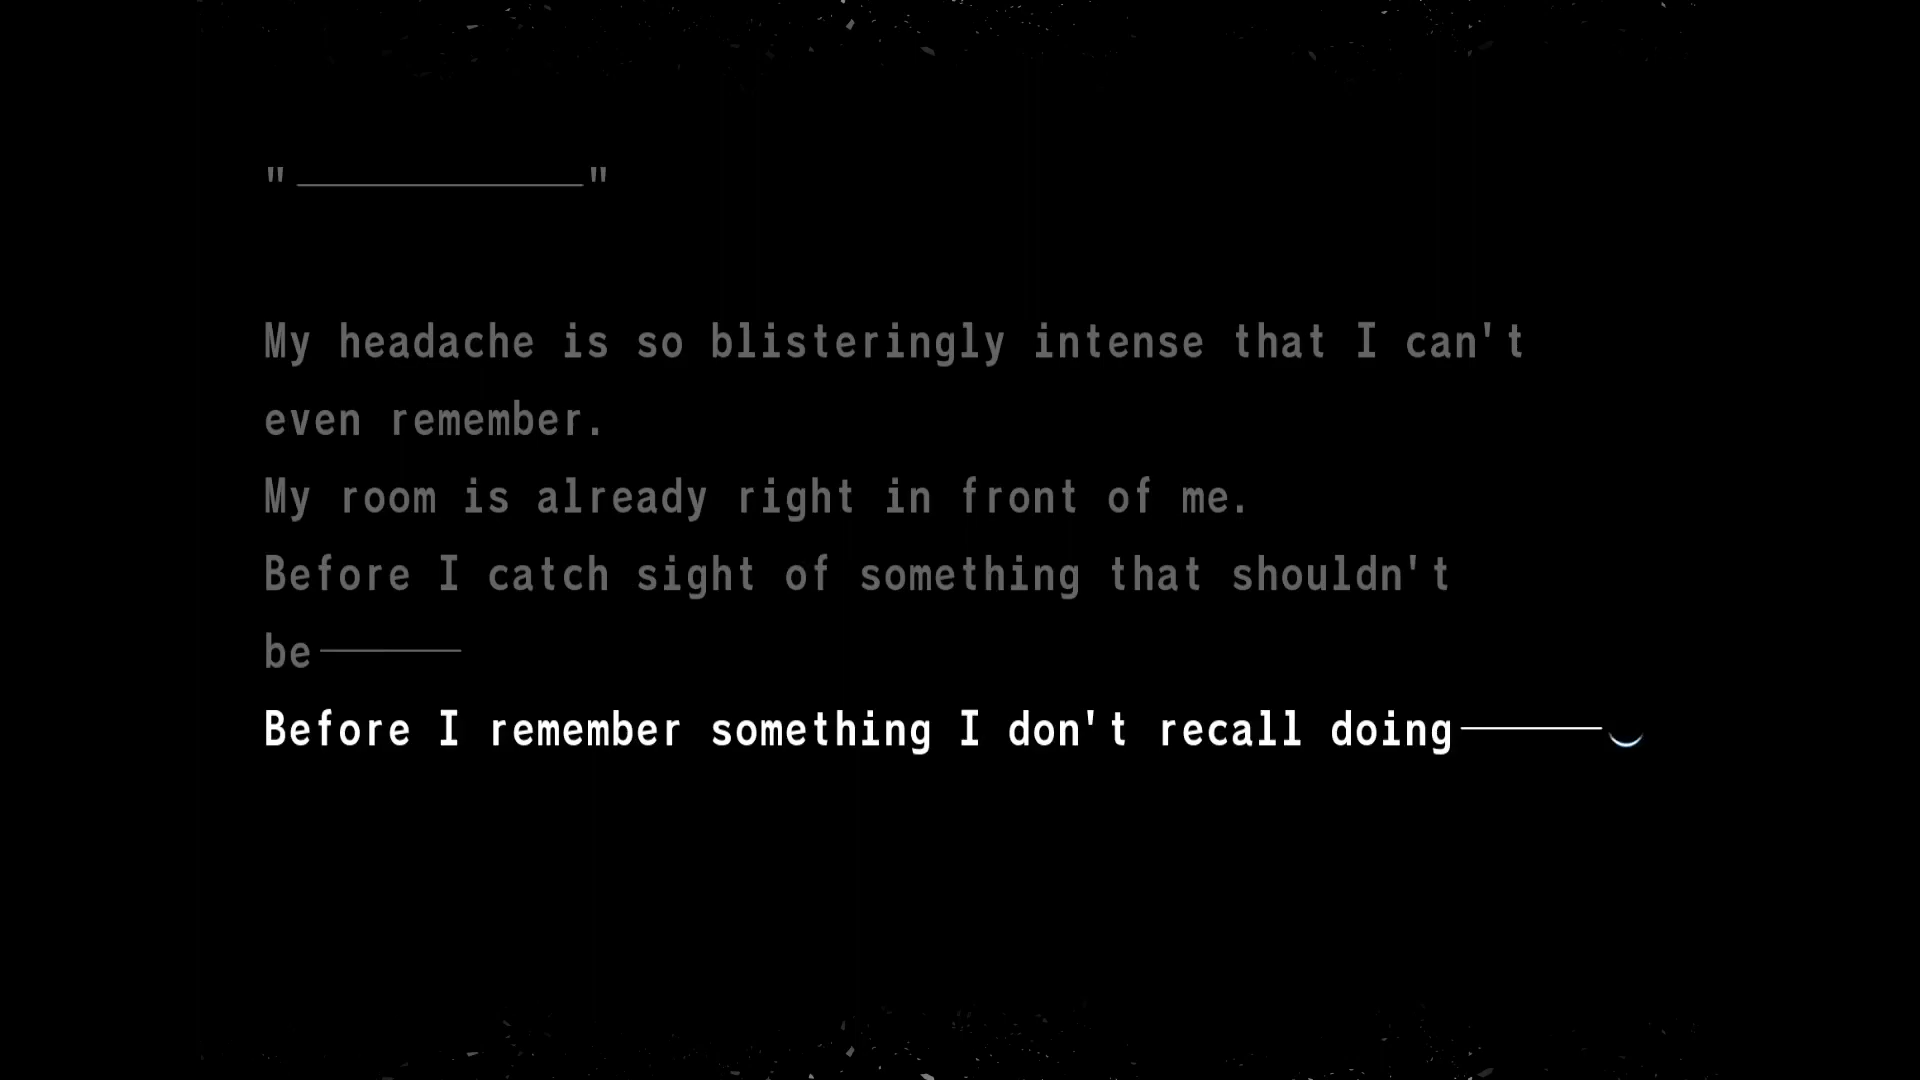 "————————————"
My headache is so blisteringly intense that I can't
even remember.
My room is already right in front of me.
Before I catch sight of something that shouldn't
be——————
Before I remember something I don't recall doing——————